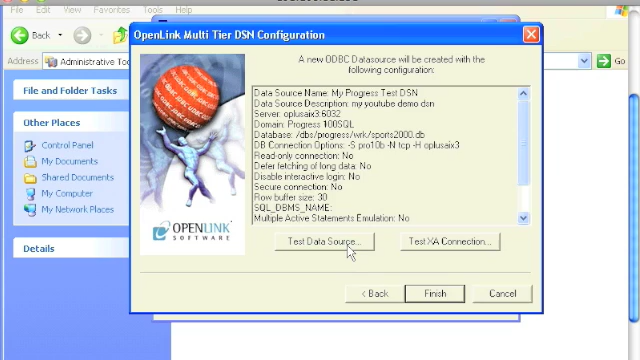 File Edit View Favorites Tools Help
Back
Address Administrative Too
Go
File and Folder Tasks
Other Places
Control Panel
My Documents
Shared Documents
My Computer
My Network Places
Details
OpenLink Multi Tier DSN Configuration
A new ODBC Datasource will be created with the
following configuration:
Data Source Name: My Progress Test DSN
Data Source Description: my youtube demo dsn
Server: oplusaix3:6032
Domain: Progress 100SQL
Database: /dbs/progress/wrk/sports2000.db
DB Connection Options: -S pro10b -N tcp -H oplusaix3
Read-only connection: No
Defer fetching of long data: No
Disable interactive login: No
Secure connection: No
Row buffer size: 30
SQL_DBMS_NAME:
Multiple Active Statements Emulation: No
OPENLINK
SOFTWARE
Test Data Source...
Test XA Connection...
< Back
Finish
Cancel